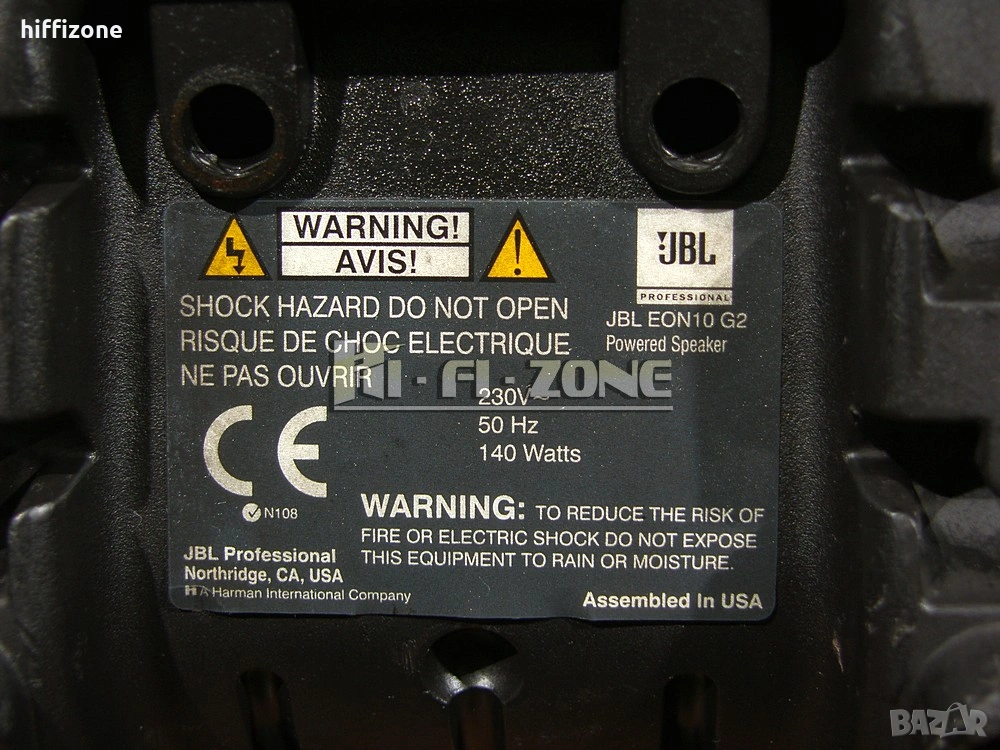 hiffizone
WARNING!
AVIS!
JBL
PROFESSIONAL
SHOCK HAZARD DO NOT OPEN
RISQUE DE CHOC ELECTRIQUE
NE PAS OUVRIR
JBL EON10 G2
Powered Speaker
HI-FI-ZONE
230V~
50 Hz
140 Watts
CE
N108
WARNING: TO REDUCE THE RISK OF
FIRE OR ELECTRIC SHOCK DO NOT EXPOSE
THIS EQUIPMENT TO RAIN OR MOISTURE.
JBL Professional
Northridge, CA, USA
H A Harman International Company
Assembled In USA
BAZAR